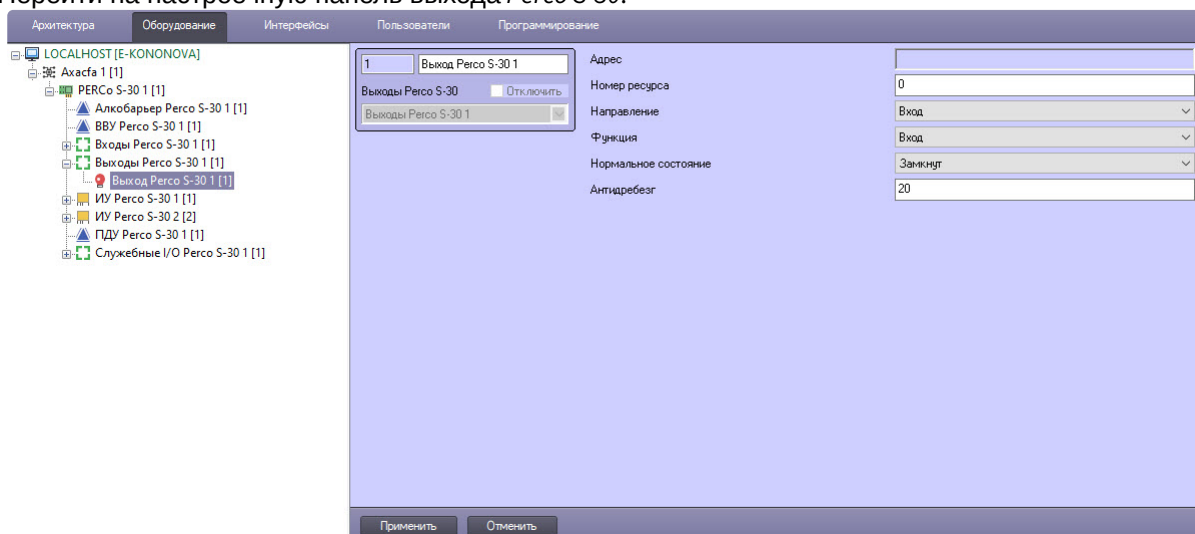 Перейти на настроечную панель выхода Perco S-30.
Архитектура Оборудование Интерфейсы Пользователи Программирование
LOCALHOST [E-KONONOVA]
Axacfa 1 [1]
PERCo S-30 1 [1]
Алкобарьер Perco S-30 1 [1]
ВВУ Perco S-30 1 [1]
Входы Perco S-30 1 [1]
Выходы Perco S-30 1 [1]
Выход Perco S-30 1 [1]
ИУ Perco S-30 1 [1]
ИУ Perco S-30 2 [2]
ПДУ Perco S-30 1 [1]
Служебные I/O Perco S-30 1 [1]
1 Выход Perco S-30 1
Выходы Perco S-30 Отключить
Выходы Perco S-30 1
Адрес
Номер ресурса 0
Направление Вход
Функция Вход
Нормальное состояние Замкнут
Антидребезг 20
Применить Отменить